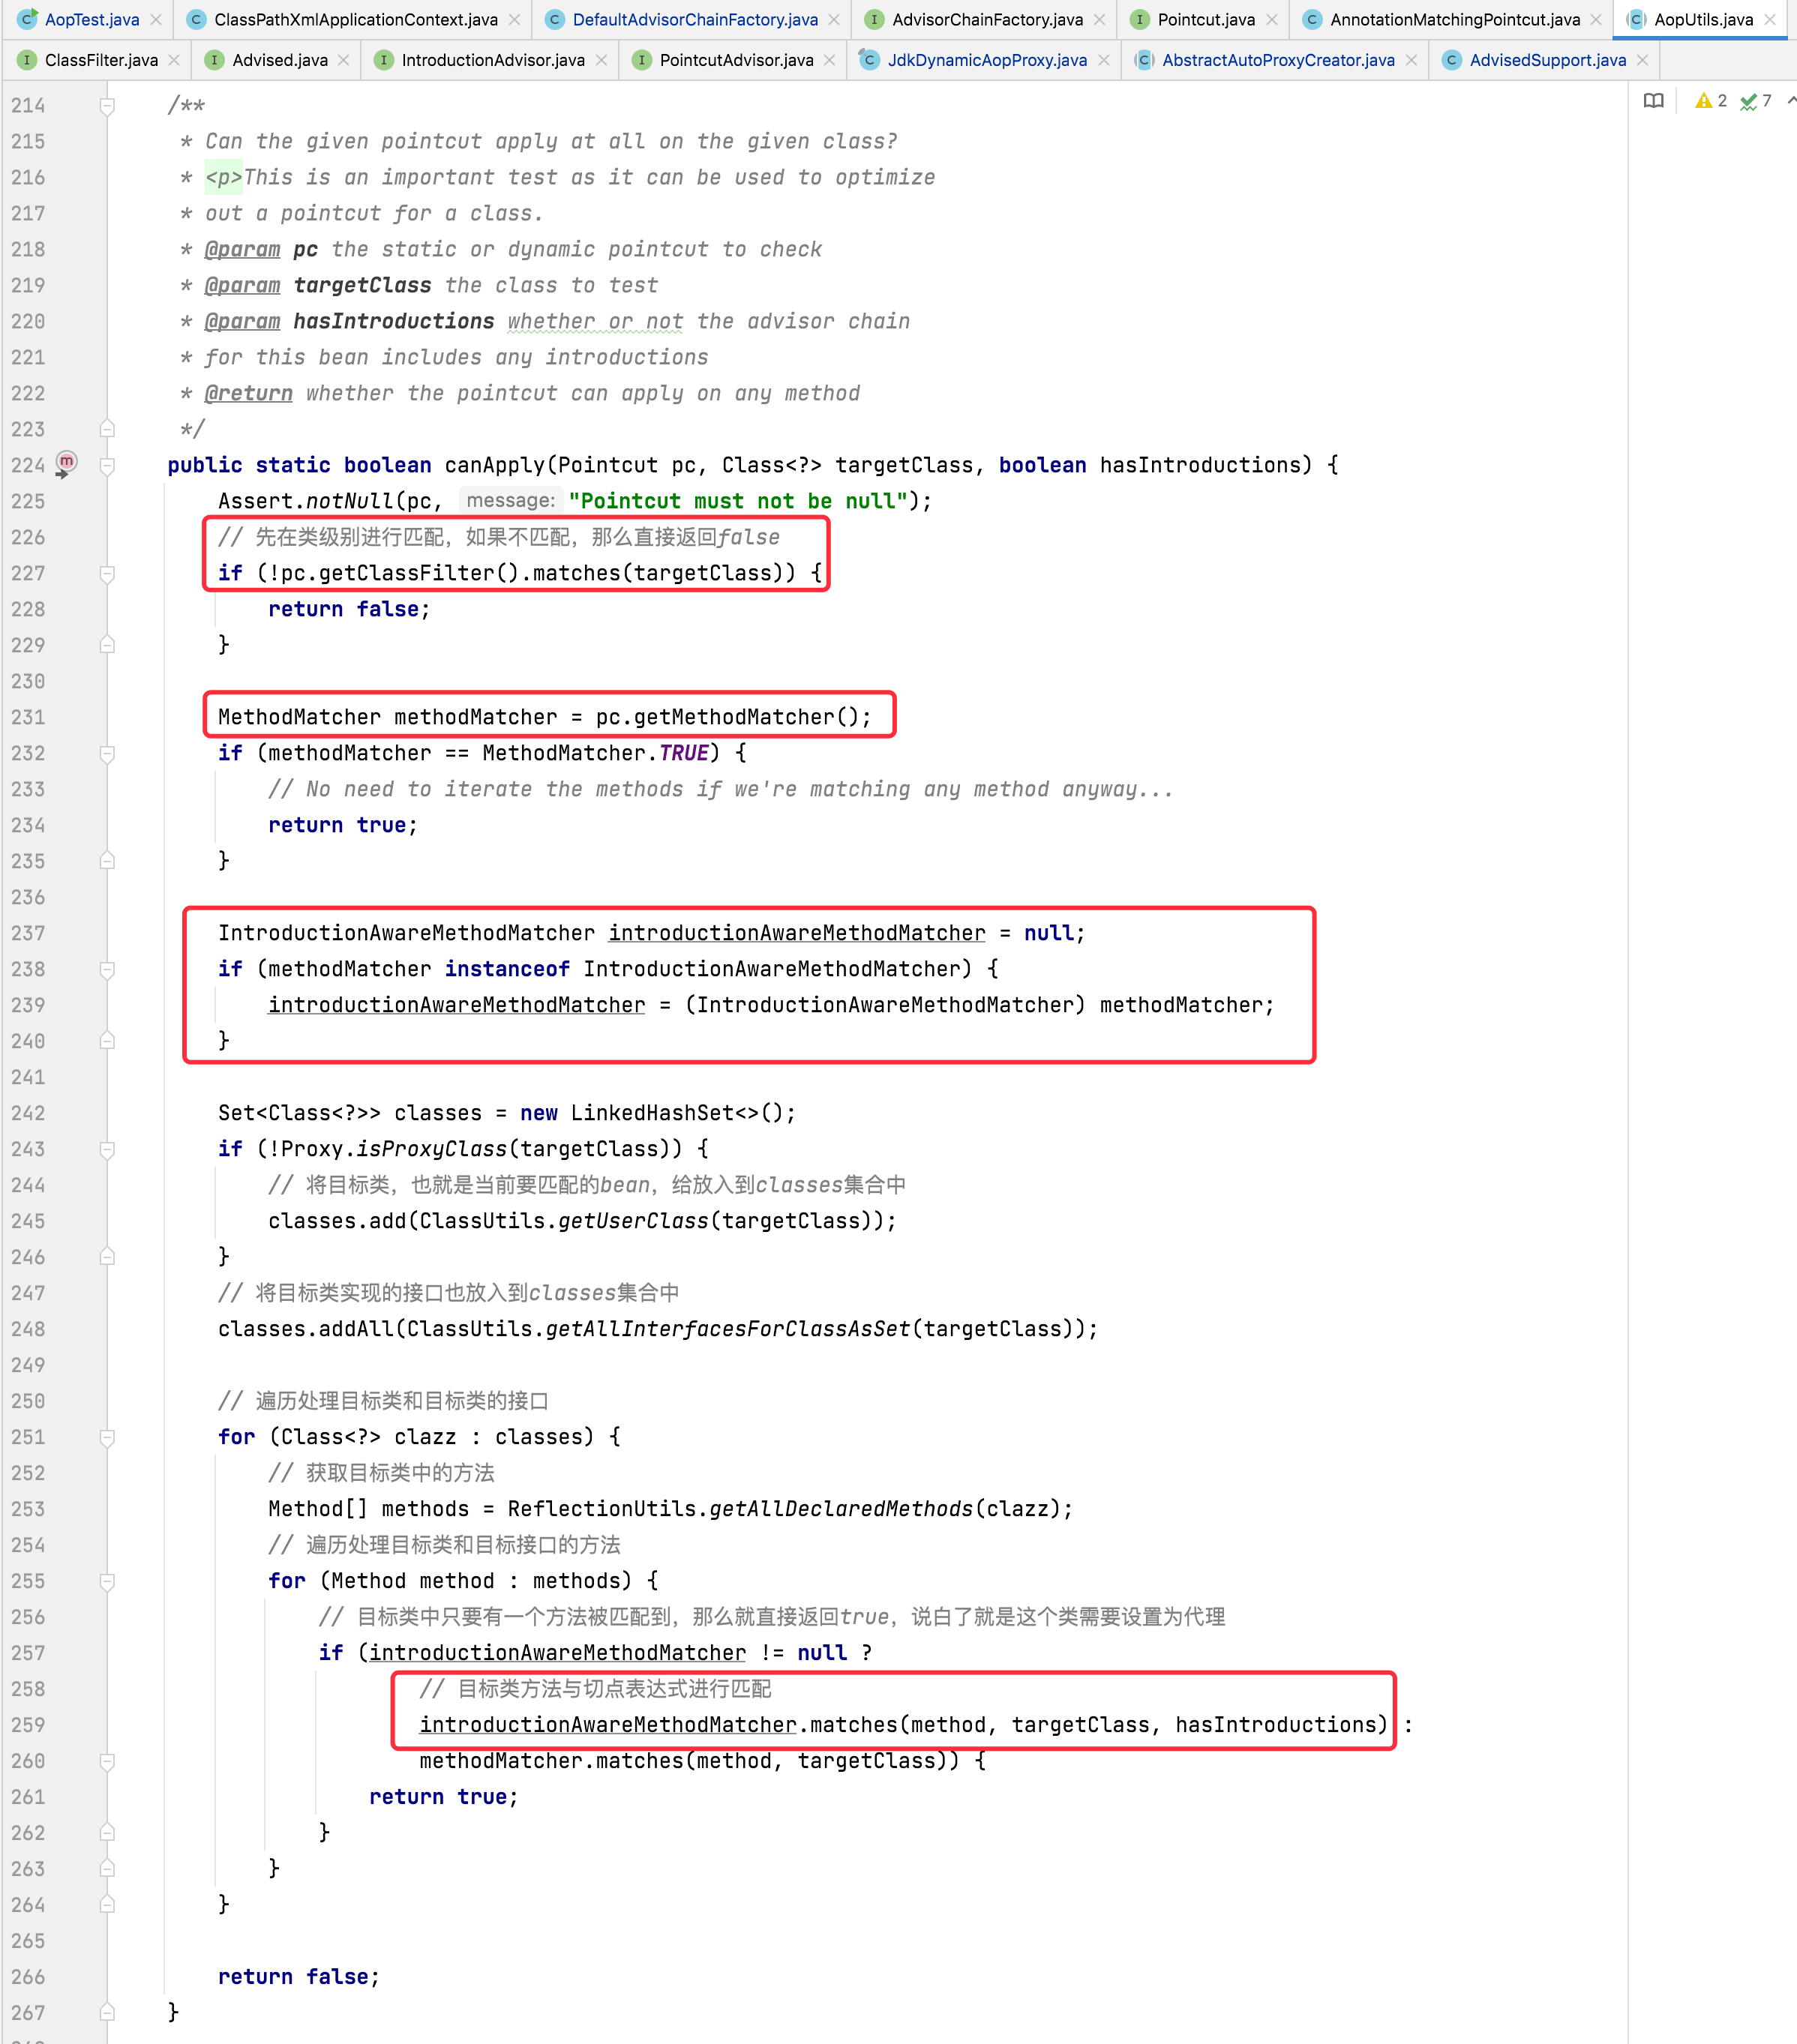 AopTest.java ClassPathXmlApplicationContext.java DefaultAdvisorChainFactory.java AdvisorChainFactory.java Pointcut.java AnnotationMatchingPointcut.java AopUtils.java
ClassFilter.java Advised.java IntroductionAdvisor.java PointcutAdvisor.java JdkDynamicAopProxy.java AbstractAutoProxyCreator.java AdvisedSupport.java
2 7
214 /**
215 * Can the given pointcut apply at all on the given class?
216 * <p>This is an important test as it can be used to optimize
217 * out a pointcut for a class.
218 * @param pc the static or dynamic pointcut to check
219 * @param targetClass the class to test
220 * @param hasIntroductions whether or not the advisor chain
221 * for this bean includes any introductions
222 * @return whether the pointcut can apply on any method
223 */
224 public static boolean canApply(Pointcut pc, Class<?> targetClass, boolean hasIntroductions) {
225 Assert.notNull(pc, message: "Pointcut must not be null");
226 // 先在类级别进行匹配，如果不匹配，那么直接返回false
227 if (!pc.getClassFilter().matches(targetClass)) {
228 return false;
229 }
230
231 MethodMatcher methodMatcher = pc.getMethodMatcher();
232 if (methodMatcher == MethodMatcher.TRUE) {
233 // No need to iterate the methods if we're matching any method anyway...
234 return true;
235 }
236
237 IntroductionAwareMethodMatcher introductionAwareMethodMatcher = null;
238 if (methodMatcher instanceof IntroductionAwareMethodMatcher) {
239 introductionAwareMethodMatcher = (IntroductionAwareMethodMatcher) methodMatcher;
240 }
241
242 Set<Class<?>> classes = new LinkedHashSet<>();
243 if (!Proxy.isProxyClass(targetClass)) {
244 // 将目标类，也就是当前要匹配的bean，给放入到classes集合中
245 classes.add(ClassUtils.getUserClass(targetClass));
246 }
247 // 将目标类实现的接口也放入到classes集合中
248 classes.addAll(ClassUtils.getAllInterfacesForClassAsSet(targetClass));
249
250 // 遍历处理目标类和目标类的接口
251 for (Class<?> clazz : classes) {
252 // 获取目标类中的方法
253 Method[] methods = ReflectionUtils.getAllDeclaredMethods(clazz);
254 // 遍历处理目标类和目标接口的方法
255 for (Method method : methods) {
256 // 目标类中只要有一个方法被匹配到，那么就直接返回true，说白了就是这个类需要设置为代理
257 if (introductionAwareMethodMatcher != null ?
258 // 目标类方法与切点表达式进行匹配
259 introductionAwareMethodMatcher.matches(method, targetClass, hasIntroductions) :
260 methodMatcher.matches(method, targetClass)) {
261 return true;
262 }
263 }
264 }
265
266 return false;
267 }